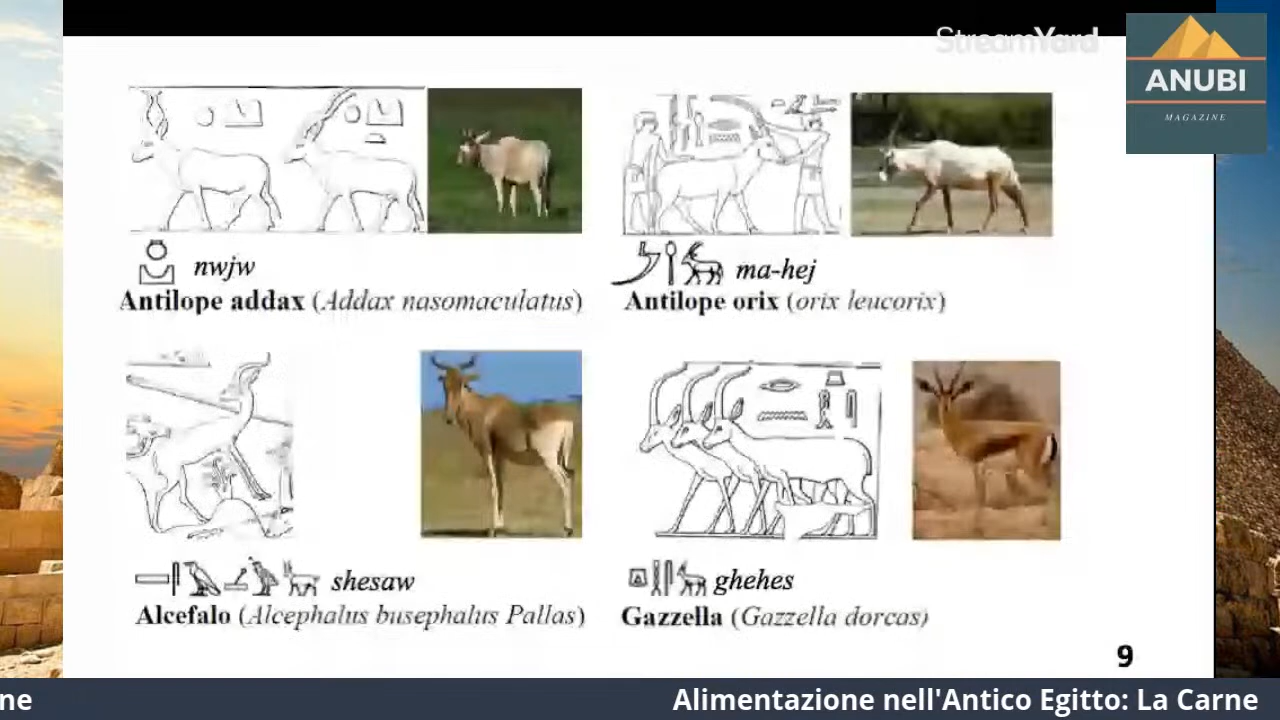 StreamYard
ANUBI
MAGAZINE
nwjw
Antilope addax (Addax nasomaculatus)
ma-hej
Antilope orix (orix leucorix)
shesaw
Alcefalo (Alcephalus busephalus Pallas)
ghehes
Gazzella (Gazzella dorcas)
9
ne
Alimentazione nell'Antico Egitto: La Carne